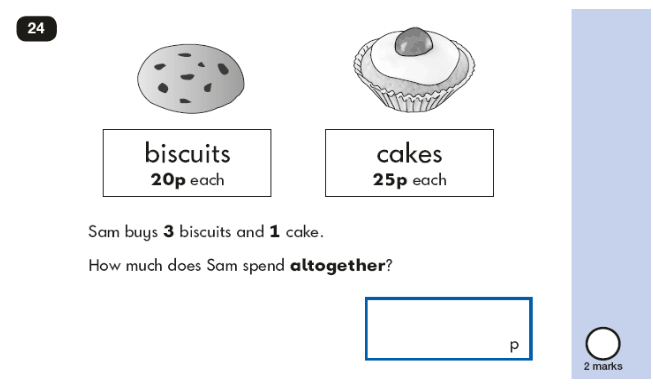 24
biscuits
20p each
cakes
25p each
Sam buys 3 biscuits and 1 cake.
How much does Sam spend altogether?
p
2 marks